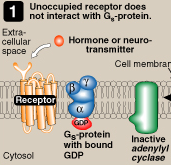 1 Unoccupied receptor does
not interact with Gs-protein.
Extra-
cellular
space
Hormone or neuro-
transmitter
Cell membran
Receptor
β γ
α
GDP
Gs-protein
with bound
GDP
Inactive
adenylyl
cyclase
Cytosol